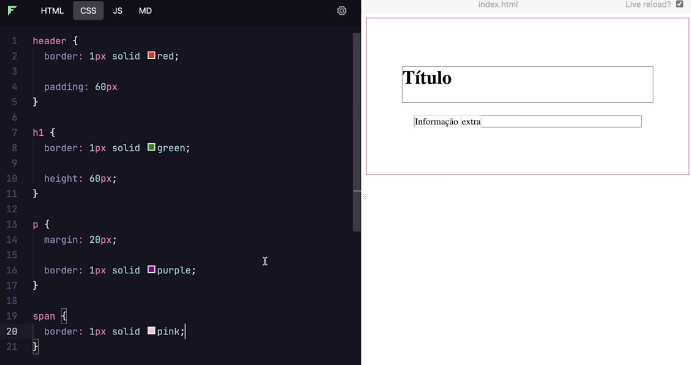 HTML CSS JS MD
index.html
Live reload?
1 header {
2 border: 1px solid red;
3
4 padding: 60px
5 }
6
7 h1 {
8 border: 1px solid green;
9
10 height: 60px;
11 }
12
13 p {
14 margin: 20px;
15
16 border: 1px solid purple;
17 }
18
19 span {
20 border: 1px solid pink;
21 }
Título
Informação extra